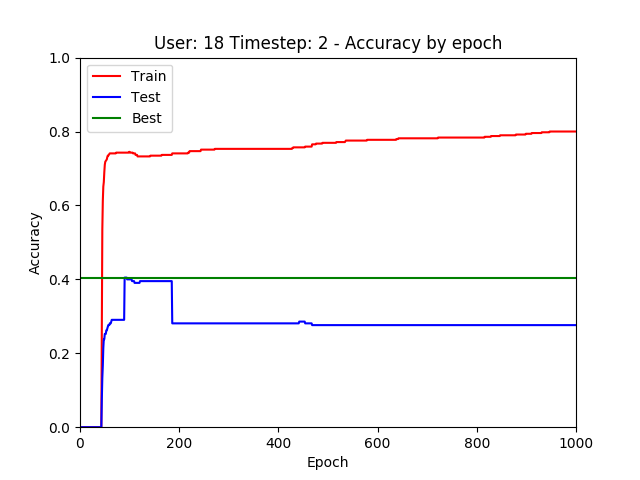 User: 18 Timestep: 2 - Accuracy by epoch
1.0
Train
Test
Best
0.8
0.6
Accuracy
0.4
0.2
0.0
0 200 400 600 800 1000
Epoch